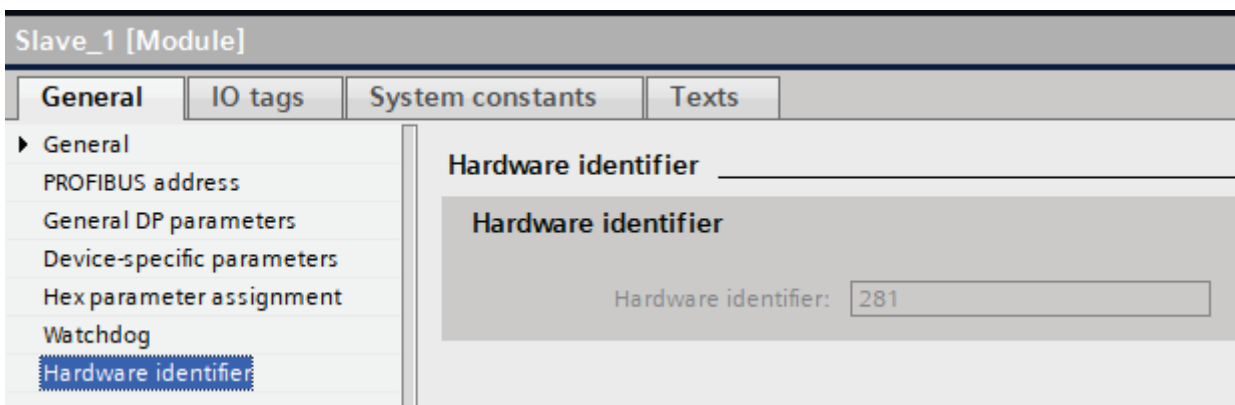 Slave_1 [Module]
General IO tags System constants Texts
General
PROFIBUS address
General DP parameters
Device-specific parameters
Hex parameter assignment
Watchdog
Hardware identifier
Hardware identifier
Hardware identifier
Hardware identifier: 281